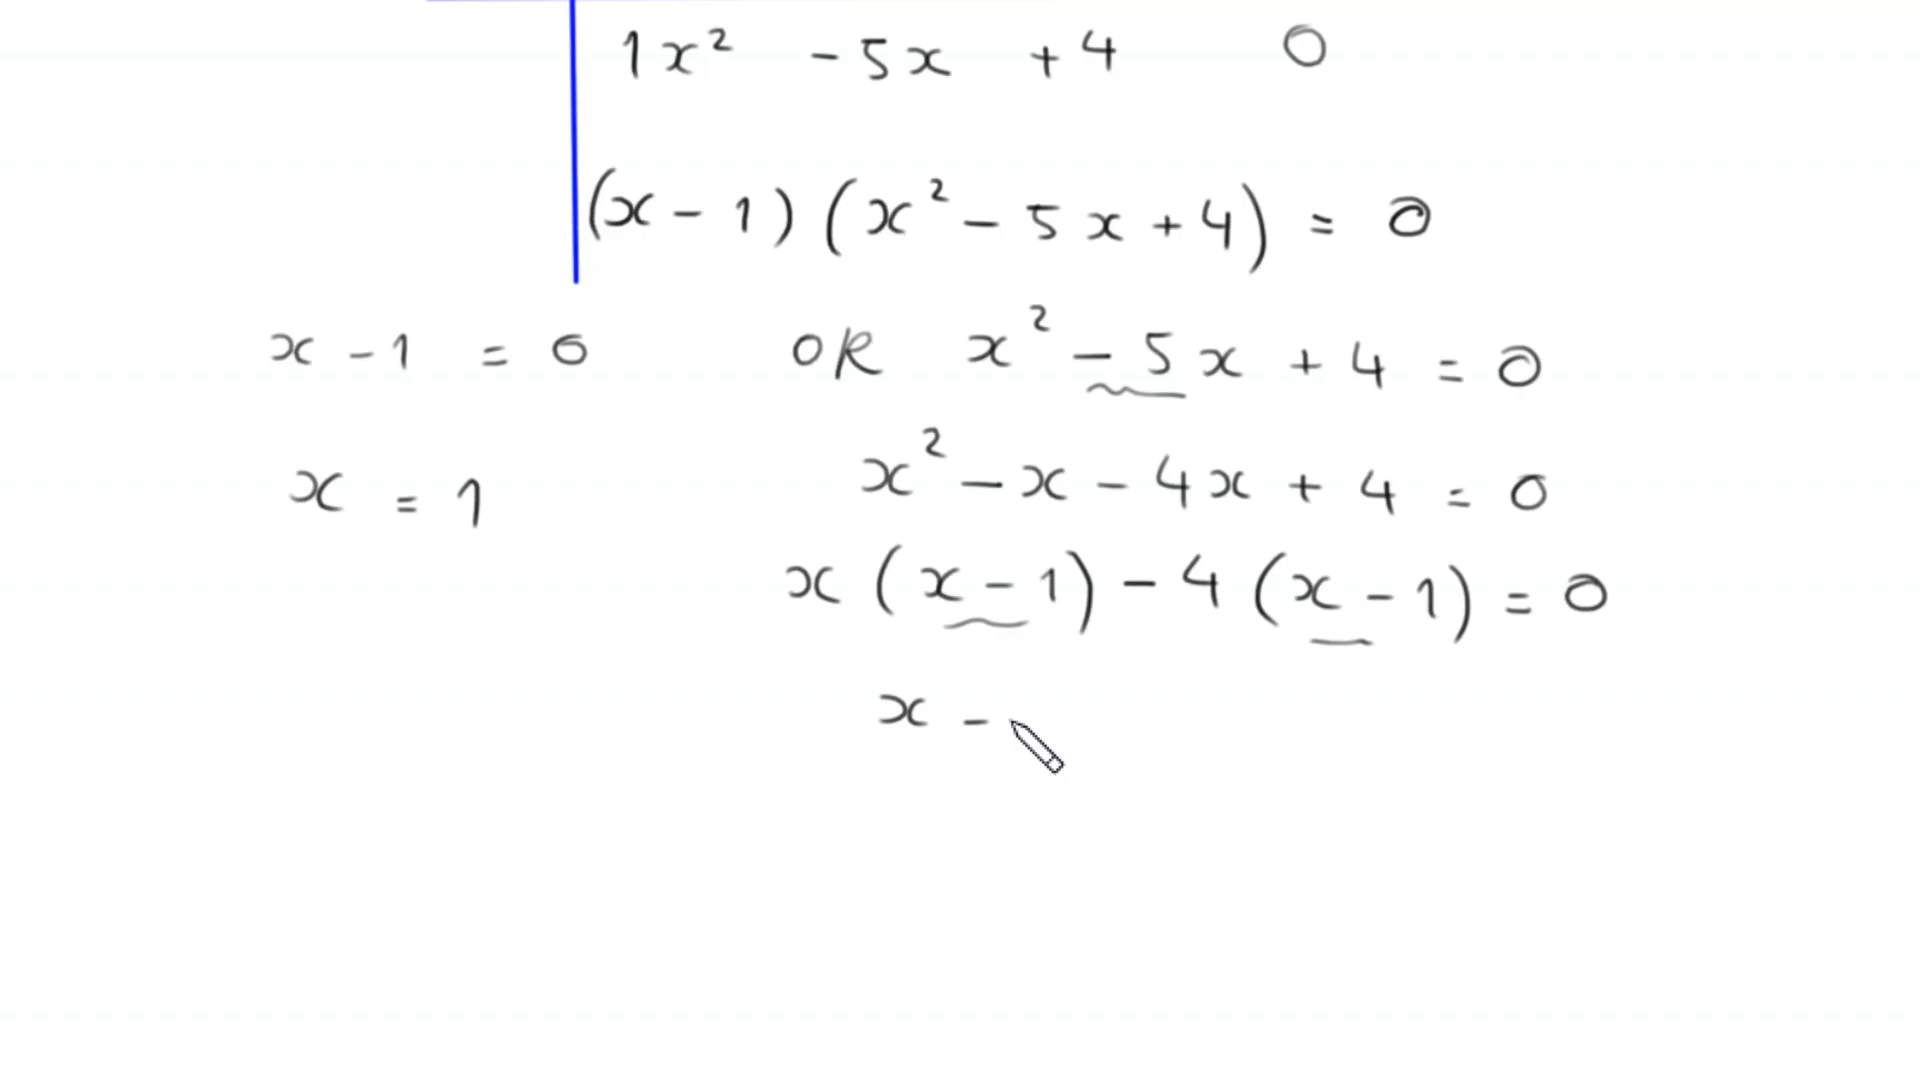 1x² - 5x + 4 0
(x - 1) (x² - 5x + 4) = 0
x - 1 = 0 OR x² - 5x + 4 = 0
x = 1 x² - x - 4x + 4 = 0
x (x - 1) - 4 (x - 1) = 0
x -